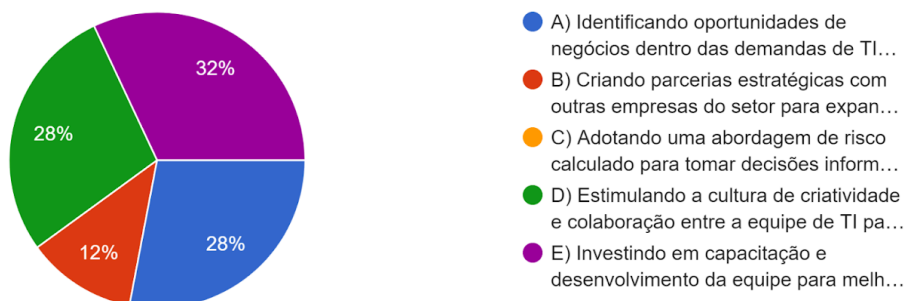 32%
28%
12%
28%
A) Identificando oportunidades de
negócios dentro das demandas de TI…
B) Criando parcerias estratégicas com
outras empresas do setor para expan…
C) Adotando uma abordagem de risco
calculado para tomar decisões inform…
D) Estimulando a cultura de criatividade
e colaboração entre a equipe de TI pa…
E) Investindo em capacitação e
desenvolvimento da equipe para melh…